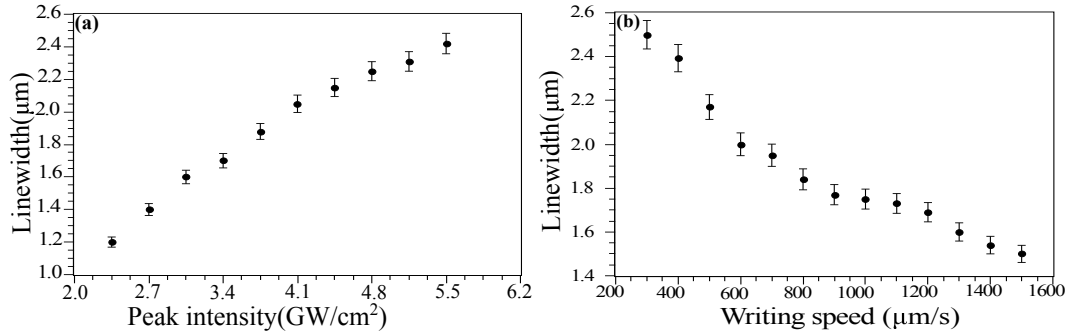 (a)
Linewidth(μm)
2.6
2.4
2.2
2.0
1.8
1.6
1.4
1.2
1.0
2.0 2.7 3.4 4.1 4.8 5.5 6.2
Peak intensity(GW/cm²)
(b)
Linewidth(μm)
2.6
2.4
2.2
2.0
1.8
1.6
1.4
200 400 600 800 1000 1200 1400 1600
Writing speed (μm/s)